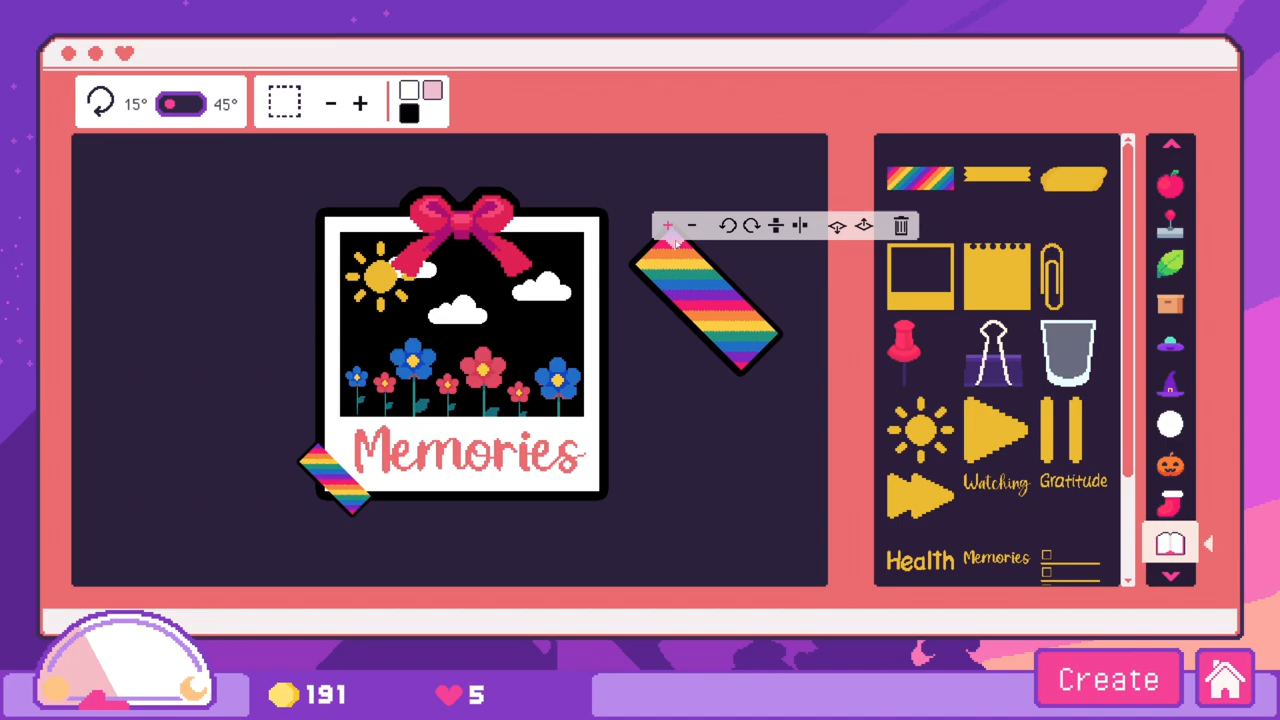 15° 45°
Memories
Watching Gratitude
Health Memories
191 5
Create